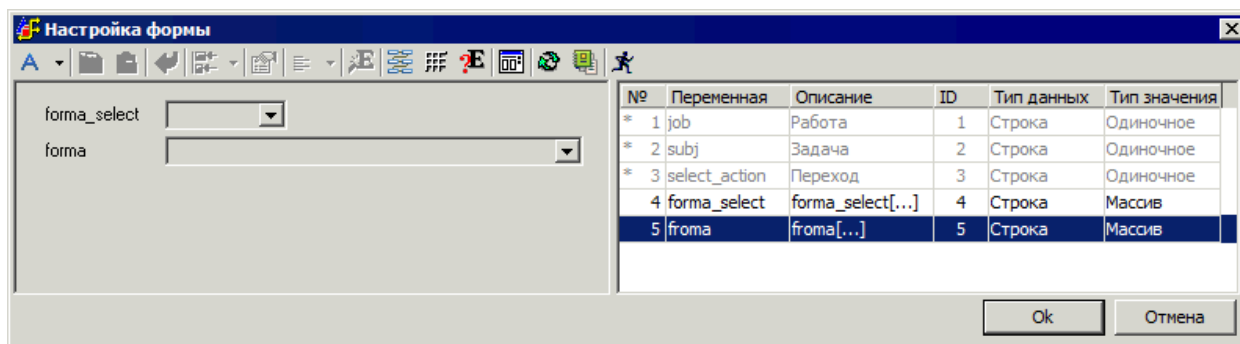 Настройка формы
forma_select
forma
№ Переменная Описание ID Тип данных Тип значения
* 1 job Работа 1 Строка Одиночное
* 2 subj Задача 2 Строка Одиночное
* 3 select_action Переход 3 Строка Одиночное
4 forma_select forma_select[...] 4 Строка Массив
5 froma froma[...] 5 Строка Массив
Ok Отмена